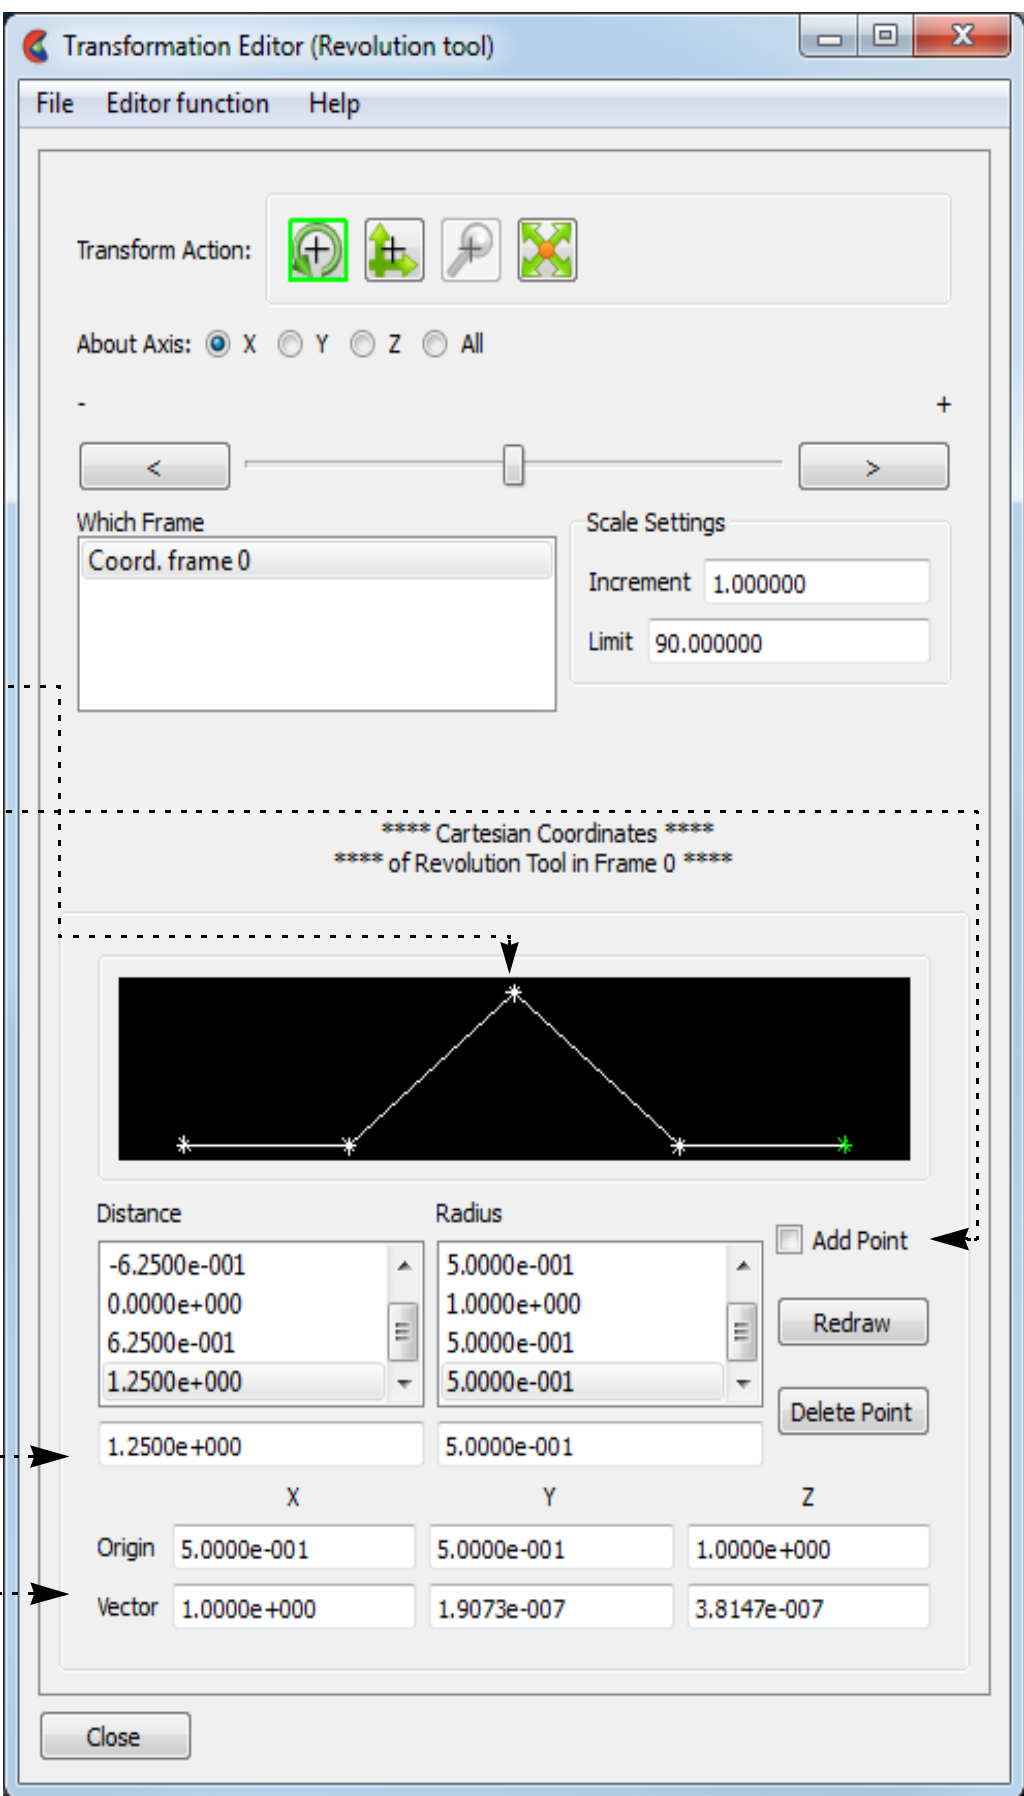 Transformation Editor (Revolution tool)
File Editor function Help
Transform Action:
About Axis: X Y Z All
- +
< >
Which Frame Scale Settings
Coord. frame 0
Increment 1.000000
Limit 90.000000
**** Cartesian Coordinates ****
**** of Revolution Tool in Frame 0 ****
Distance Radius
Add Point
-6.2500e-001 5.0000e-001
0.0000e+000 1.0000e+000
Redraw
6.2500e-001 5.0000e-001
1.2500e+000 5.0000e-001
Delete Point
1.2500e+000 5.0000e-001
X Y Z
Origin 5.0000e-001 5.0000e-001 1.0000e+000
Vector 1.0000e+000 1.9073e-007 3.8147e-007
Close